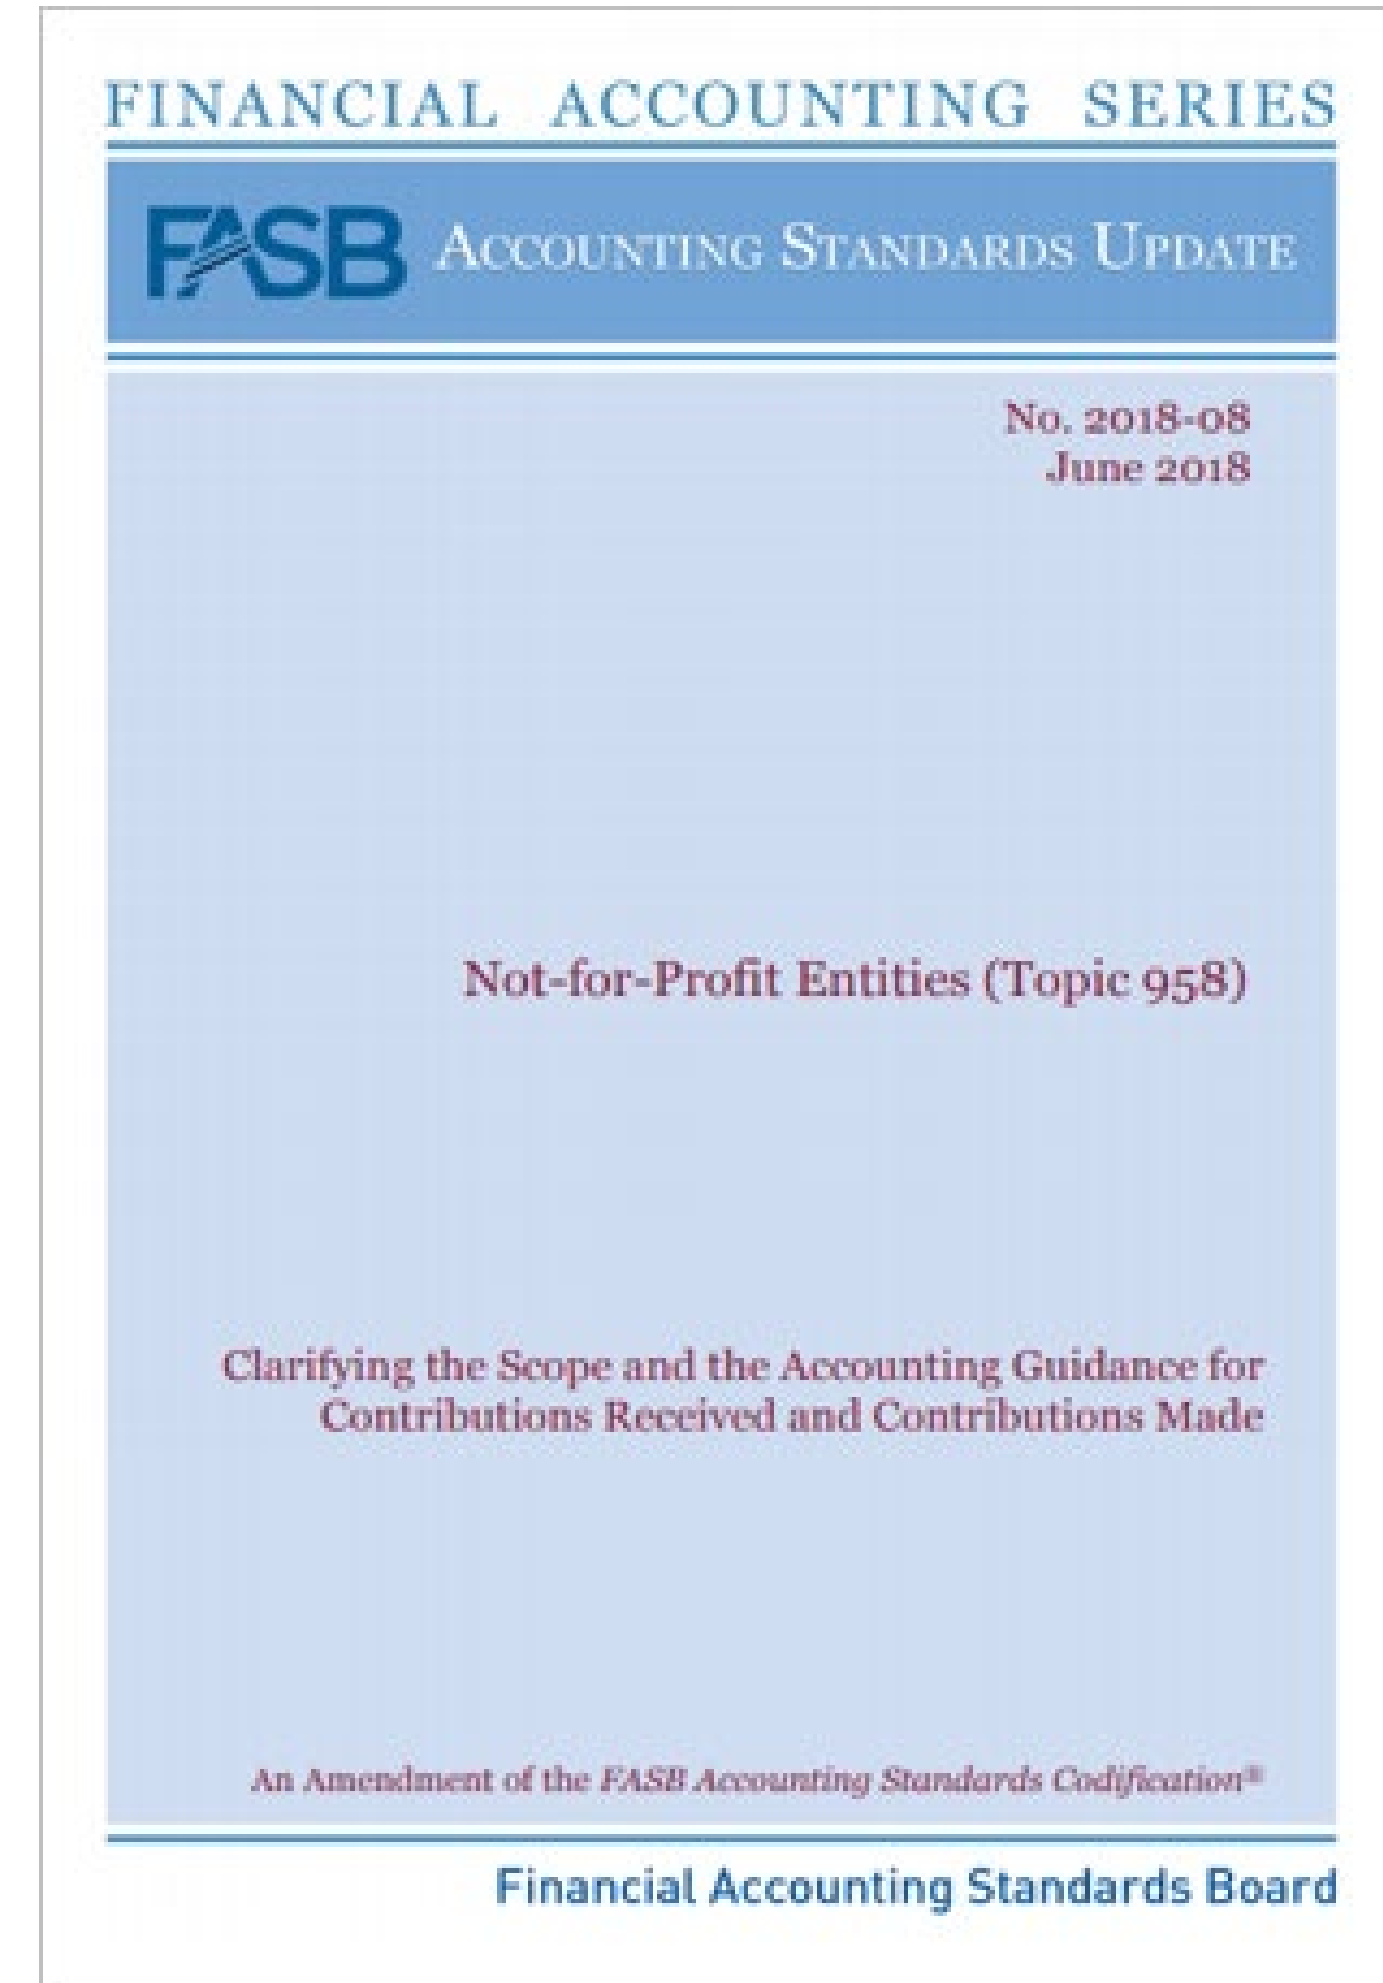 FINANCIAL ACCOUNTING SERIES
FASB ACCOUNTING STANDARDS UPDATE
No. 2018-08
June 2018
Not-for-Profit Entities (Topic 958)
Clarifying the Scope and the Accounting Guidance for
Contributions Received and Contributions Made
An Amendment of the FASB Accounting Standards Codification®
Financial Accounting Standards Board